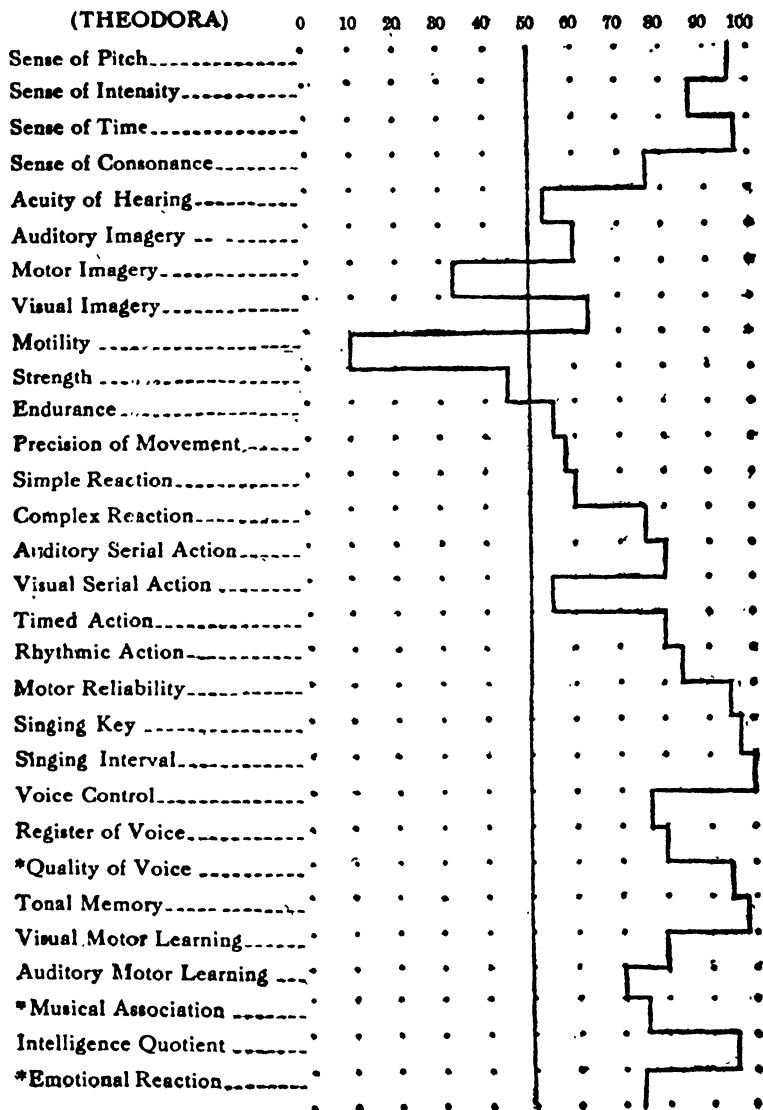 (THEODORA) 0 10 20 30 40 50 60 70 80 90 100
Sense of Pitch
Sense of Intensity
Sense of Time
Sense of Consonance
Acuity of Hearing
Auditory Imagery
Motor Imagery
Visual Imagery
Motility
Strength
Endurance
Precision of Movement
Simple Reaction
Complex Reaction
Auditory Serial Action
Visual Serial Action
Timed Action
Rhythmic Action
Motor Reliability
Singing Key
Singing Interval
Voice Control
Register of Voice
*Quality of Voice
Tonal Memory
Visual Motor Learning
Auditory Motor Learning
*Musical Association
Intelligence Quotient
*Emotional Reaction